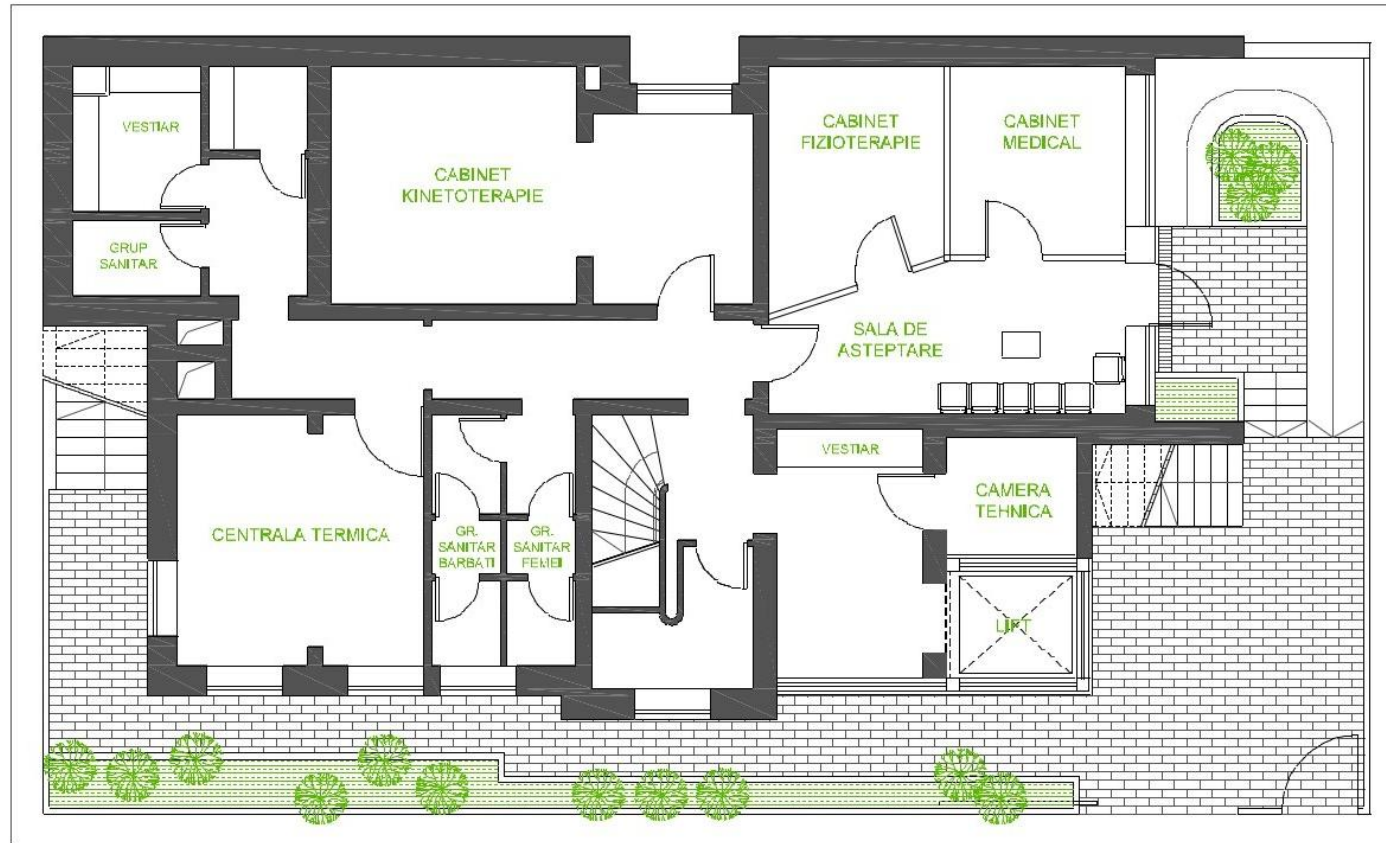 VESTIAR
CABINET
KINETOTERAPIE
CABINET
FIZIOTERAPIE
CABINET
MEDICAL
GRUP
SANITAR
SALA DE
ASTEPTARE
CENTRALA TERMICA
GR.
SANITAR
BARBATI
GR.
SANITAR
FEMEI
VESTIAR
CAMERA
TEHNICA
LIFT